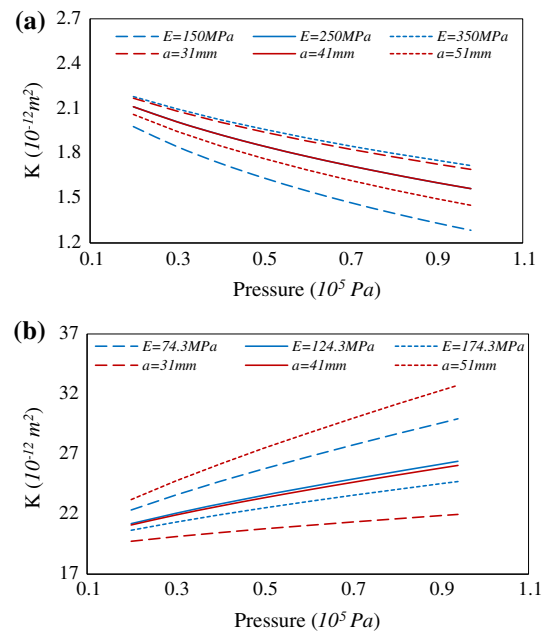 (a)
2.7
2.4
2.1
1.8
1.5
1.2
K (10⁻¹² m²)
E=150MPa E=250MPa E=350MPa
a=31mm a=41mm a=51mm
0.1 0.3 0.5 0.7 0.9 1.1
Pressure (10⁵ Pa)
(b)
37
32
27
22
17
K (10⁻¹² m²)
E=74.3MPa E=124.3MPa E=174.3MPa
a=31mm a=41mm a=51mm
0.1 0.3 0.5 0.7 0.9 1.1
Pressure (10⁵ Pa)